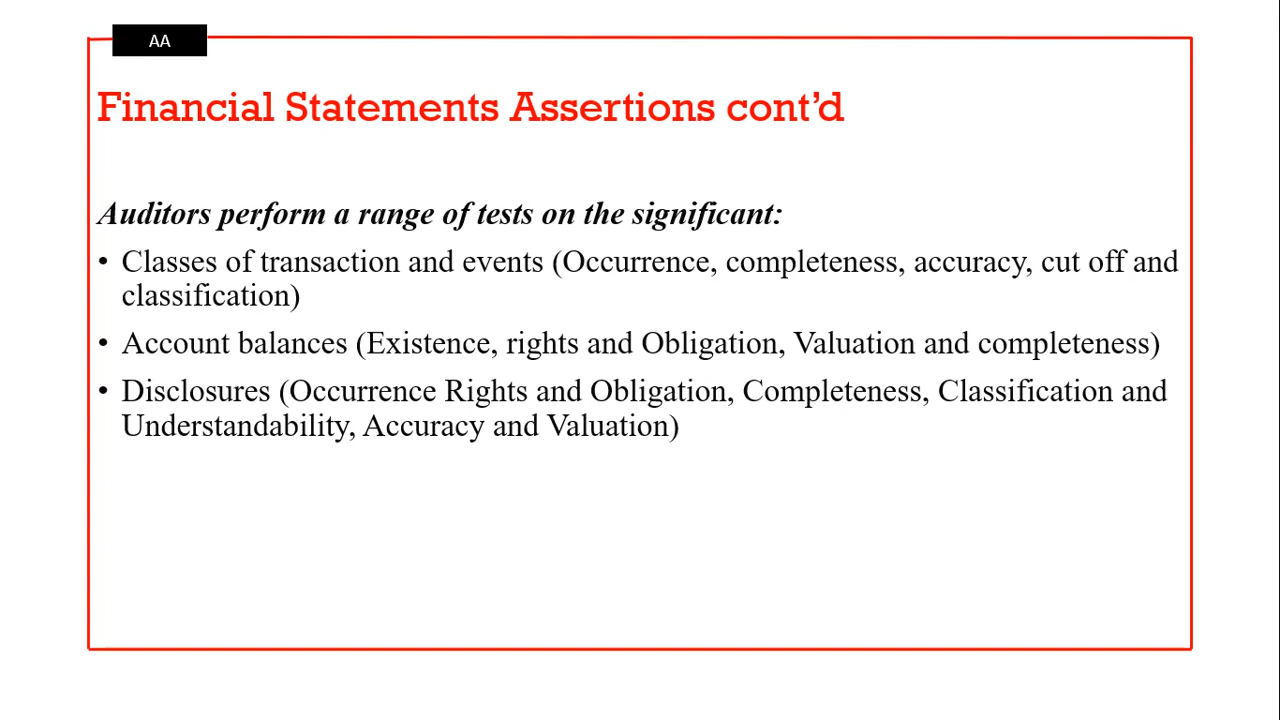 AA
Financial Statements Assertions cont’d
Auditors perform a range of tests on the significant:
• Classes of transaction and events (Occurrence, completeness, accuracy, cut off and
classification)
• Account balances (Existence, rights and Obligation, Valuation and completeness)
• Disclosures (Occurrence Rights and Obligation, Completeness, Classification and
Understandability, Accuracy and Valuation)